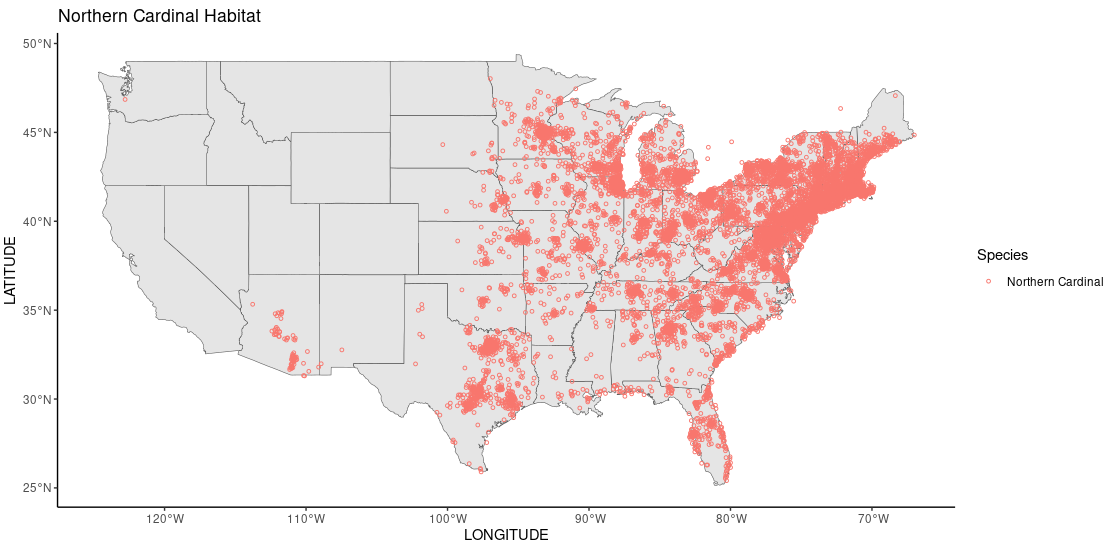 Northern Cardinal Habitat
50°N
45°N
40°N
35°N
30°N
25°N
LATITUDE
120°W 110°W 100°W 90°W 80°W 70°W
LONGITUDE
Species
Northern Cardinal